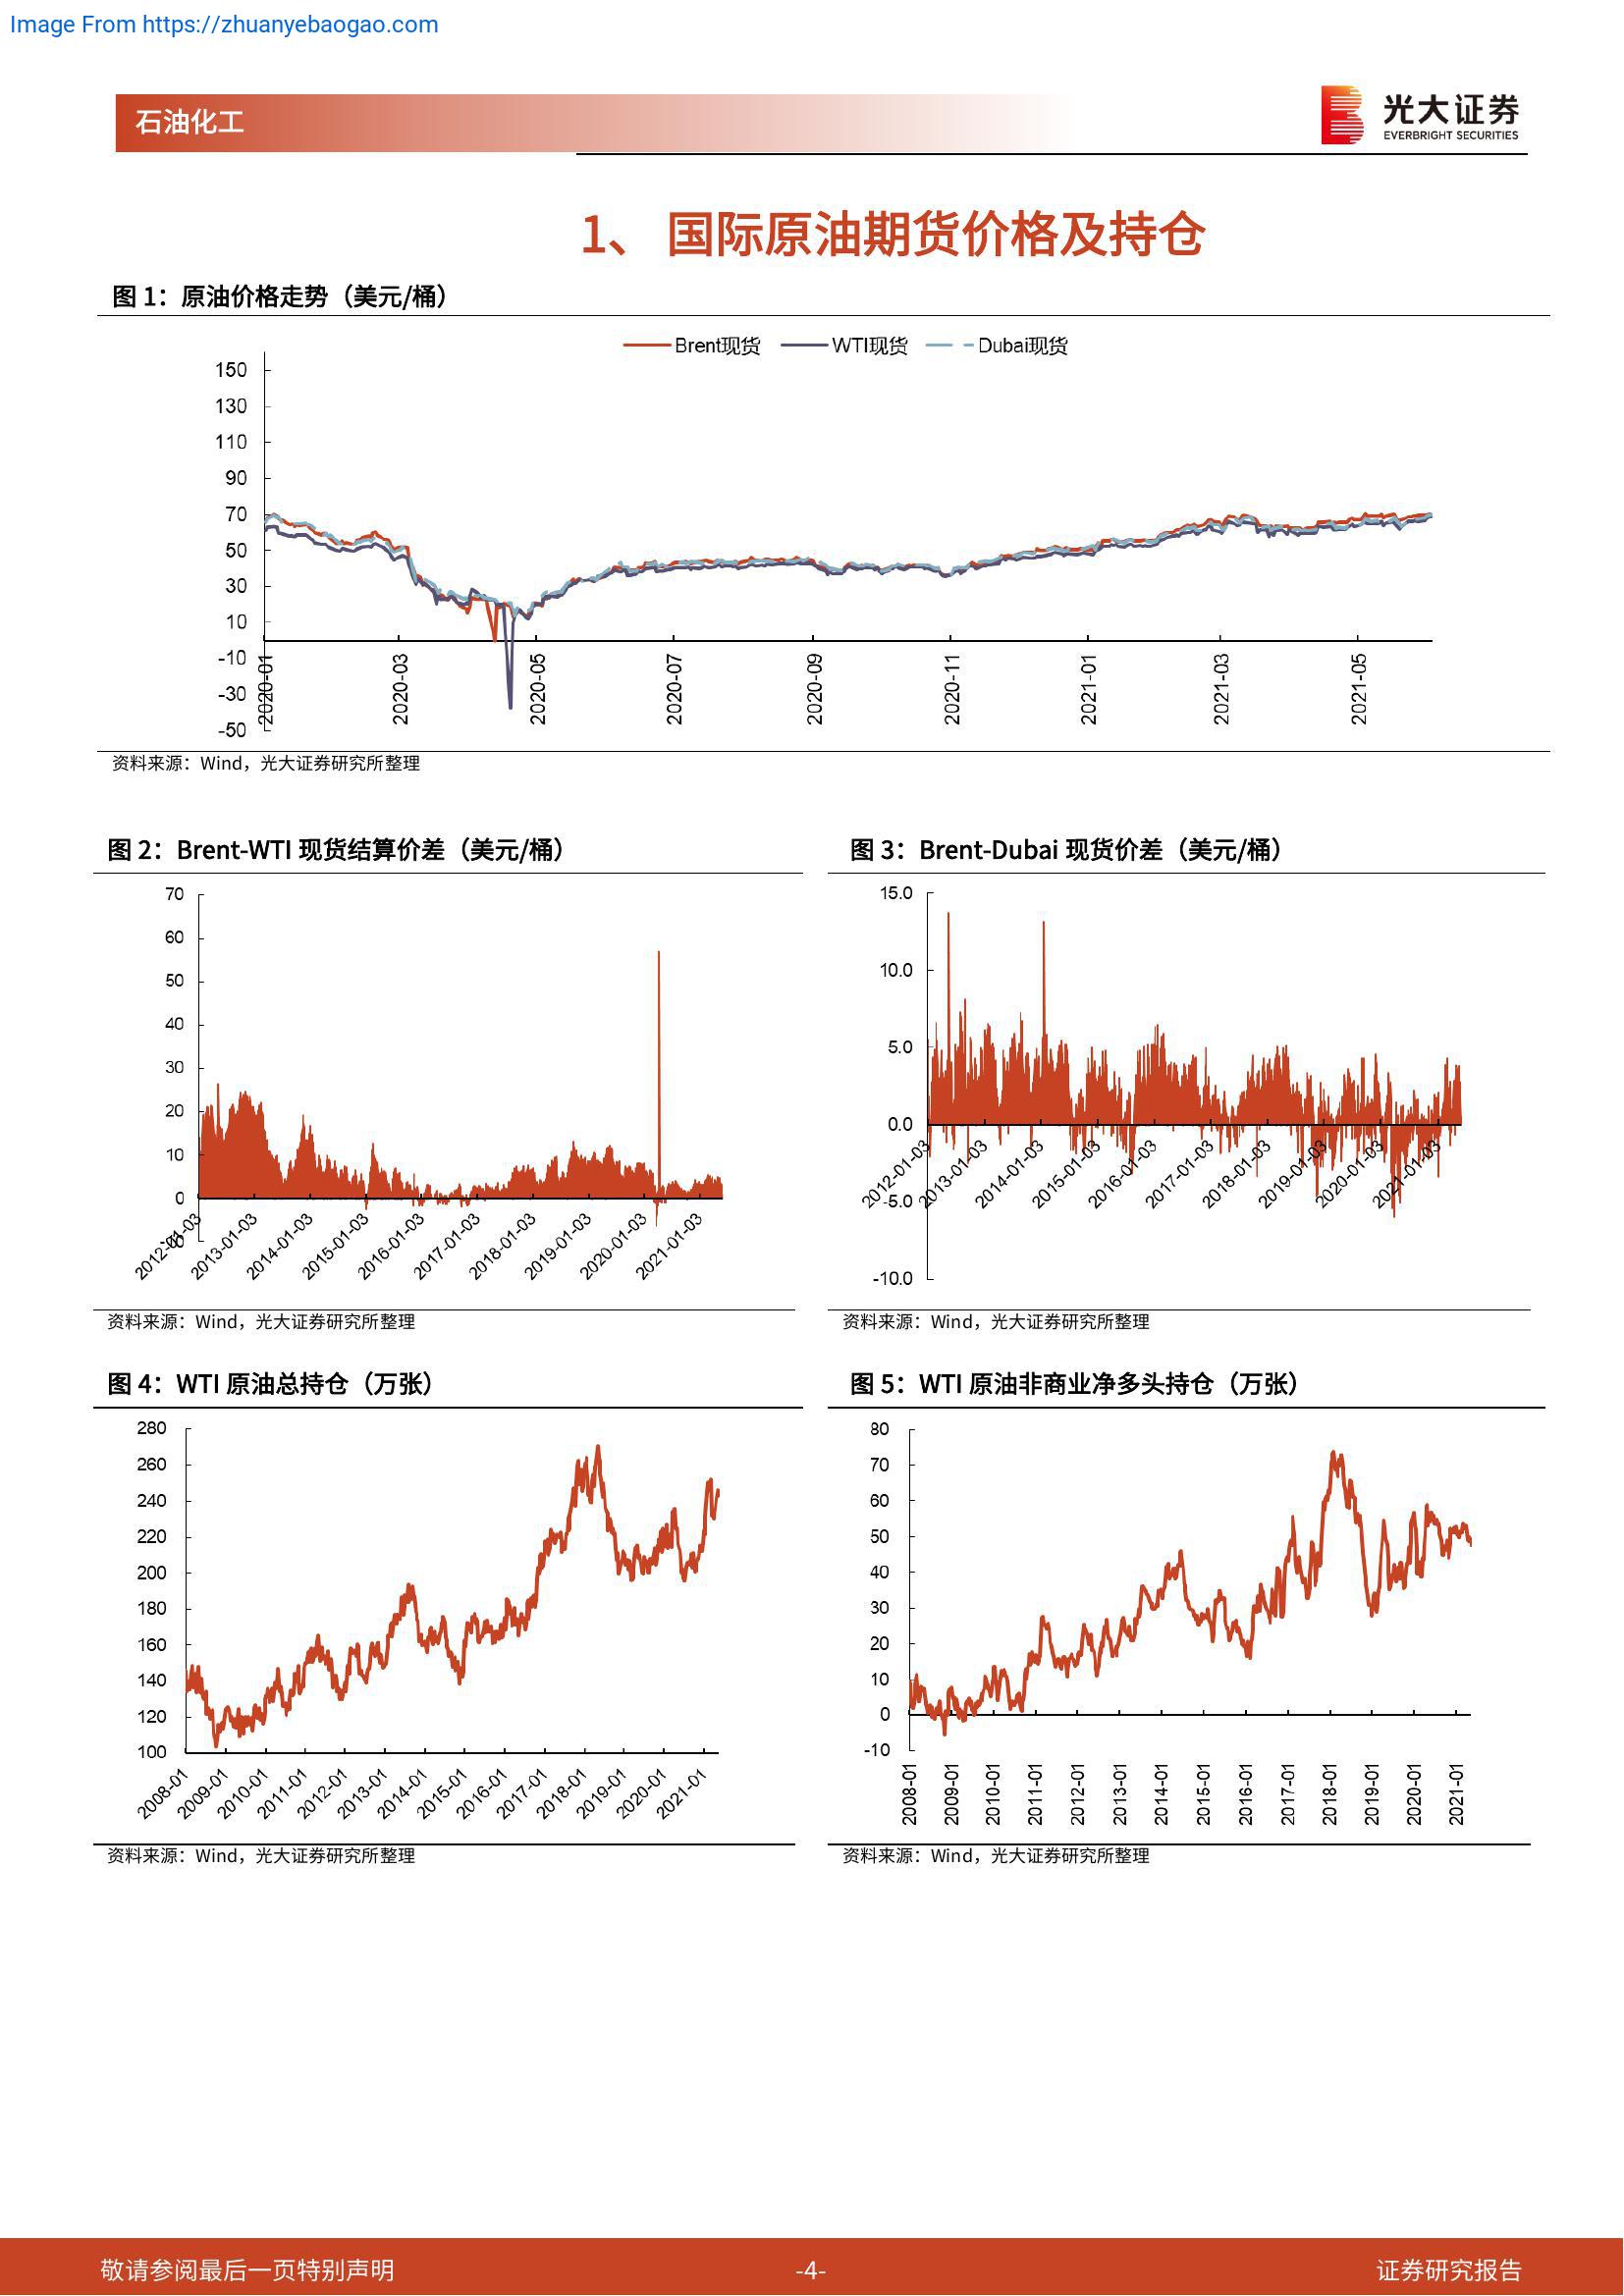 Image From https://zhuanyebaogao.com
石油化工
光大证券
EVERBRIGHT SECURITIES
1、 国际原油期货价格及持仓
图 1：原油价格走势（美元/桶）
Brent现货 WTI现货 Dubai现货
150
130
110
90
70
50
30
10
-10
-30
-50
2020-01 2020-03 2020-05 2020-07 2020-09 2020-11 2021-01 2021-03 2021-05
资料来源：Wind，光大证券研究所整理
图 2：Brent-WTI 现货结算价差（美元/桶）
70
60
50
40
30
20
10
0
-10
2012-01-03 2013-01-03 2014-01-03 2015-01-03 2016-01-03 2017-01-03 2018-01-03 2019-01-03 2020-01-03 2021-01-03
资料来源：Wind，光大证券研究所整理
图 3：Brent-Dubai 现货价差（美元/桶）
15.0
10.0
5.0
0.0
-5.0
-10.0
2012-01-03 2013-01-03 2014-01-03 2015-01-03 2016-01-03 2017-01-03 2018-01-03 2019-01-03 2020-01-03 2021-01-03
资料来源：Wind，光大证券研究所整理
图 4：WTI 原油总持仓（万张）
280
260
240
220
200
180
160
140
120
100
2008-01 2009-01 2010-01 2011-01 2012-01 2013-01 2014-01 2015-01 2016-01 2017-01 2018-01 2019-01 2020-01 2021-01
资料来源：Wind，光大证券研究所整理
图 5：WTI 原油非商业净多头持仓（万张）
80
70
60
50
40
30
20
10
0
-10
2008-01 2009-01 2010-01 2011-01 2012-01 2013-01 2014-01 2015-01 2016-01 2017-01 2018-01 2019-01 2020-01 2021-01
资料来源：Wind，光大证券研究所整理
敬请参阅最后一页特别声明 -4- 证券研究报告